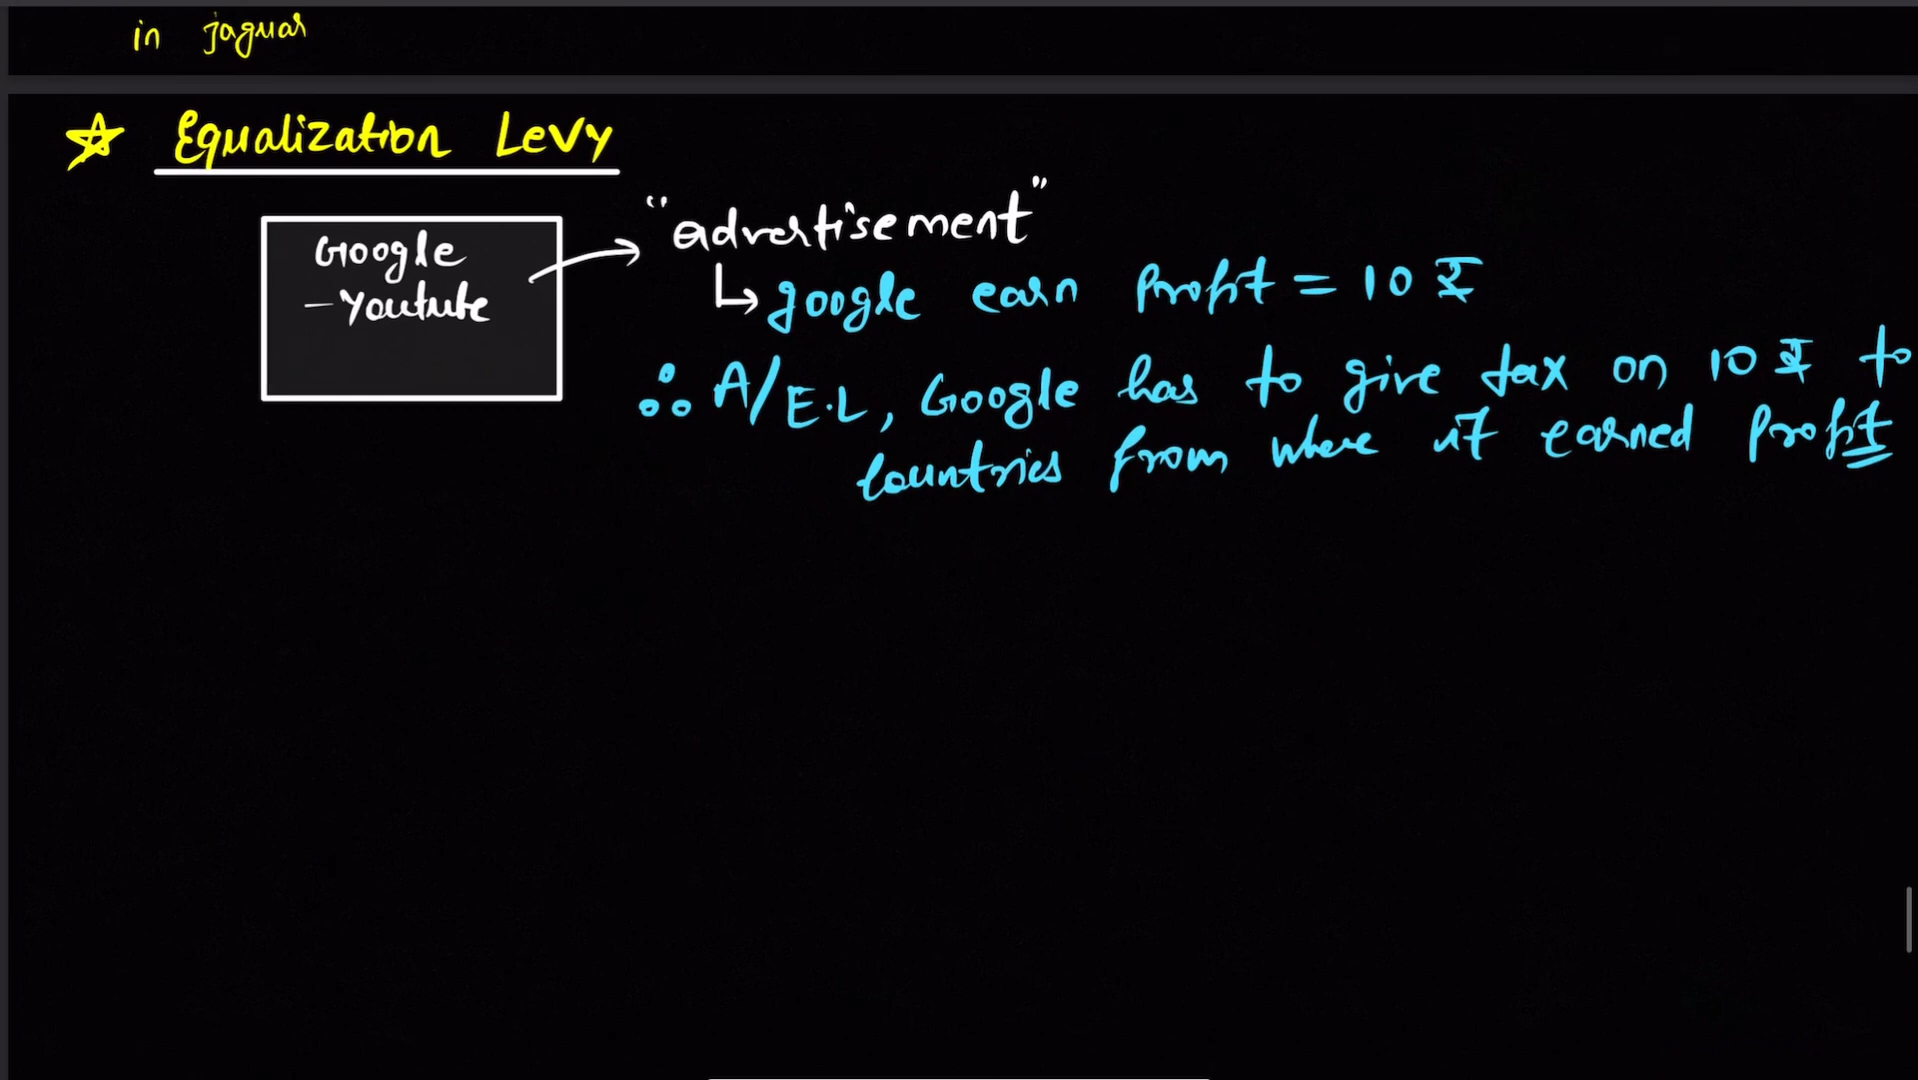 in jaguar
☆ Equalization Levy
Google
- Youtube
"advertisement"
↳ google earn Profit = 10 ₹
∴ A/E.L, Google has to give tax on 10 ₹ to
Countries from where it earned Profit